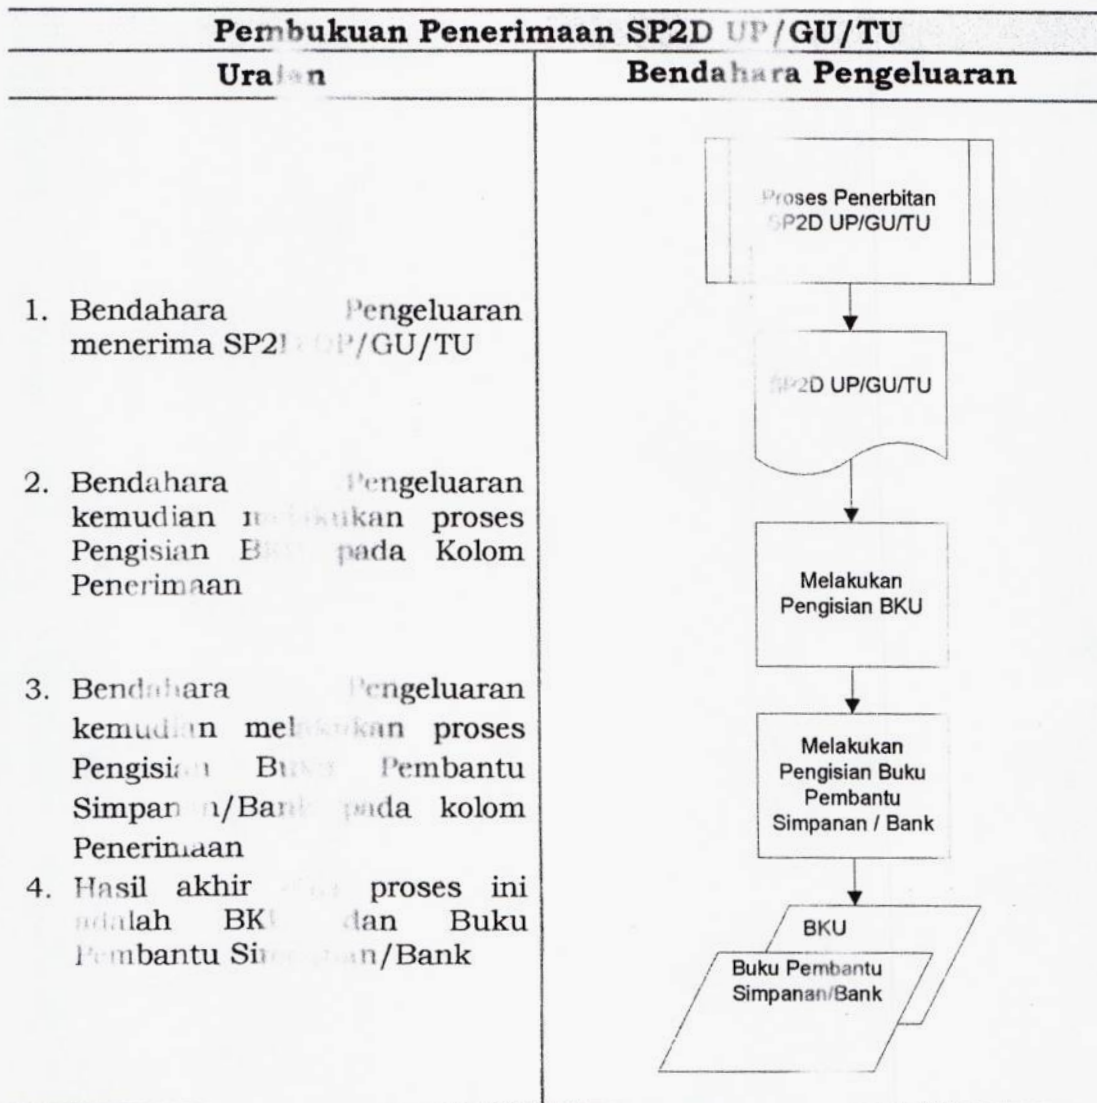 Pembukuan Penerimaan SP2D UP/GU/TU
Uraian
Bendahara Pengeluaran
1. Bendahara Pengeluaran
menerima SP2D UP/GU/TU
2. Bendahara Pengeluaran
kemudian melakukan proses
Pengisian BKU pada Kolom
Penerimaan
3. Bendahara Pengeluaran
kemudian melakukan proses
Pengisian Buku Pembantu
Simpanan/Bank pada kolom
Penerimaan
4. Hasil akhir proses ini
adalah BKU dan Buku
Pembantu Simpanan/Bank
Proses Penerbitan
SP2D UP/GU/TU
SP2D UP/GU/TU
Melakukan
Pengisian BKU
Melakukan
Pengisian Buku
Pembantu
Simpanan / Bank
BKU
Buku Pembantu
Simpanan/Bank